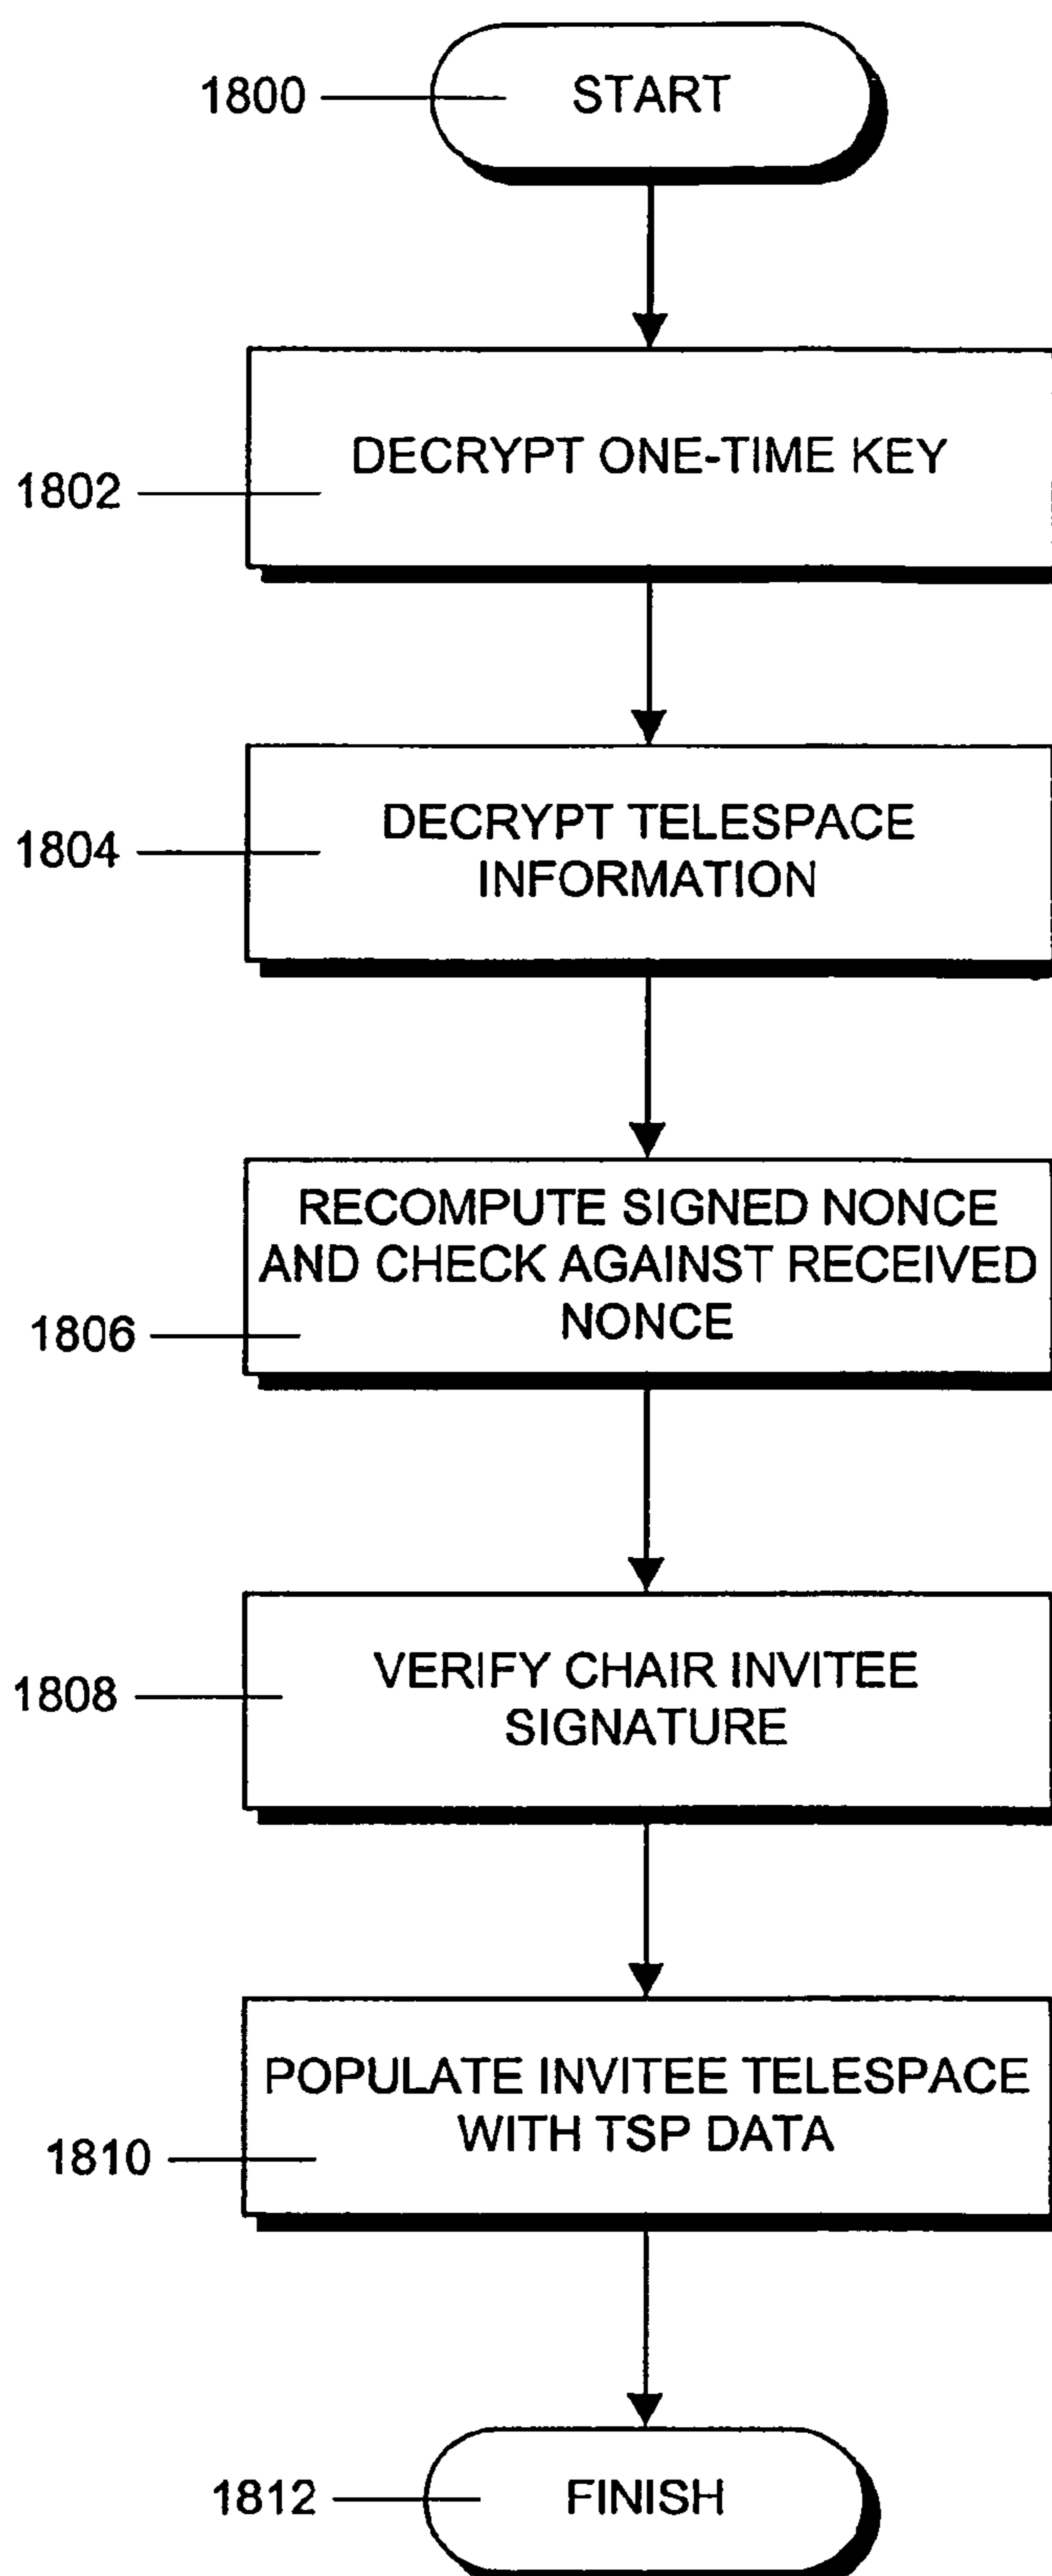 1800
START
1802
DECRYPT ONE-TIME KEY
1804
DECRYPT TELESPACE
INFORMATION
1806
RECOMPUTE SIGNED NONCE
AND CHECK AGAINST RECEIVED
NONCE
1808
VERIFY CHAIR INVITEE
SIGNATURE
1810
POPULATE INVITEE TELESPACE
WITH TSP DATA
1812
FINISH